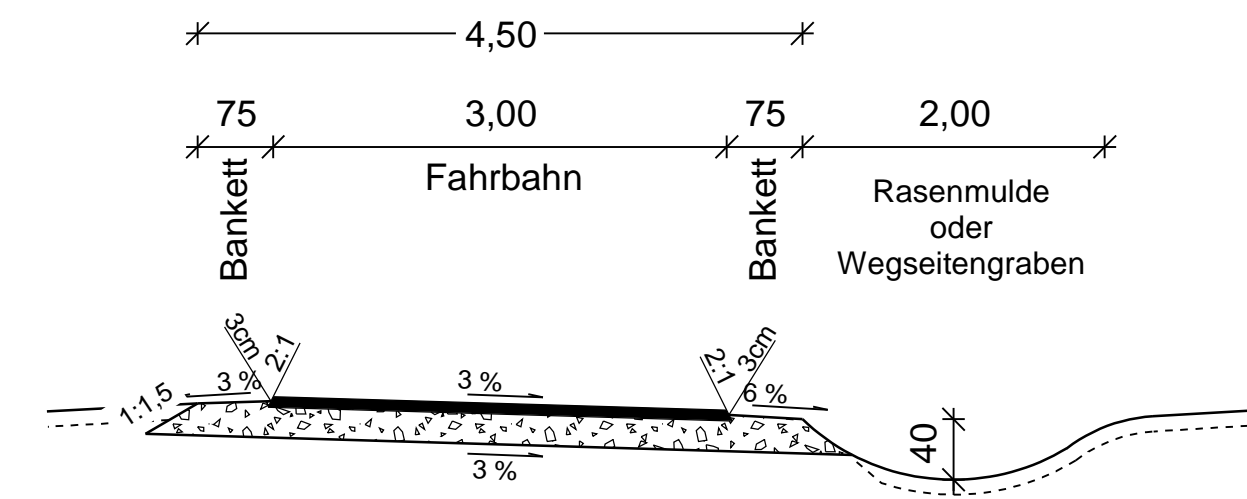 4,50
75
3,00
75
2,00
Bankett
Fahrbahn
Bankett
Rasenmulde
oder
Wegseitengraben
3cm
2:1
2:1
3cm
1:1,5
3 %
3 %
6 %
40
3 %